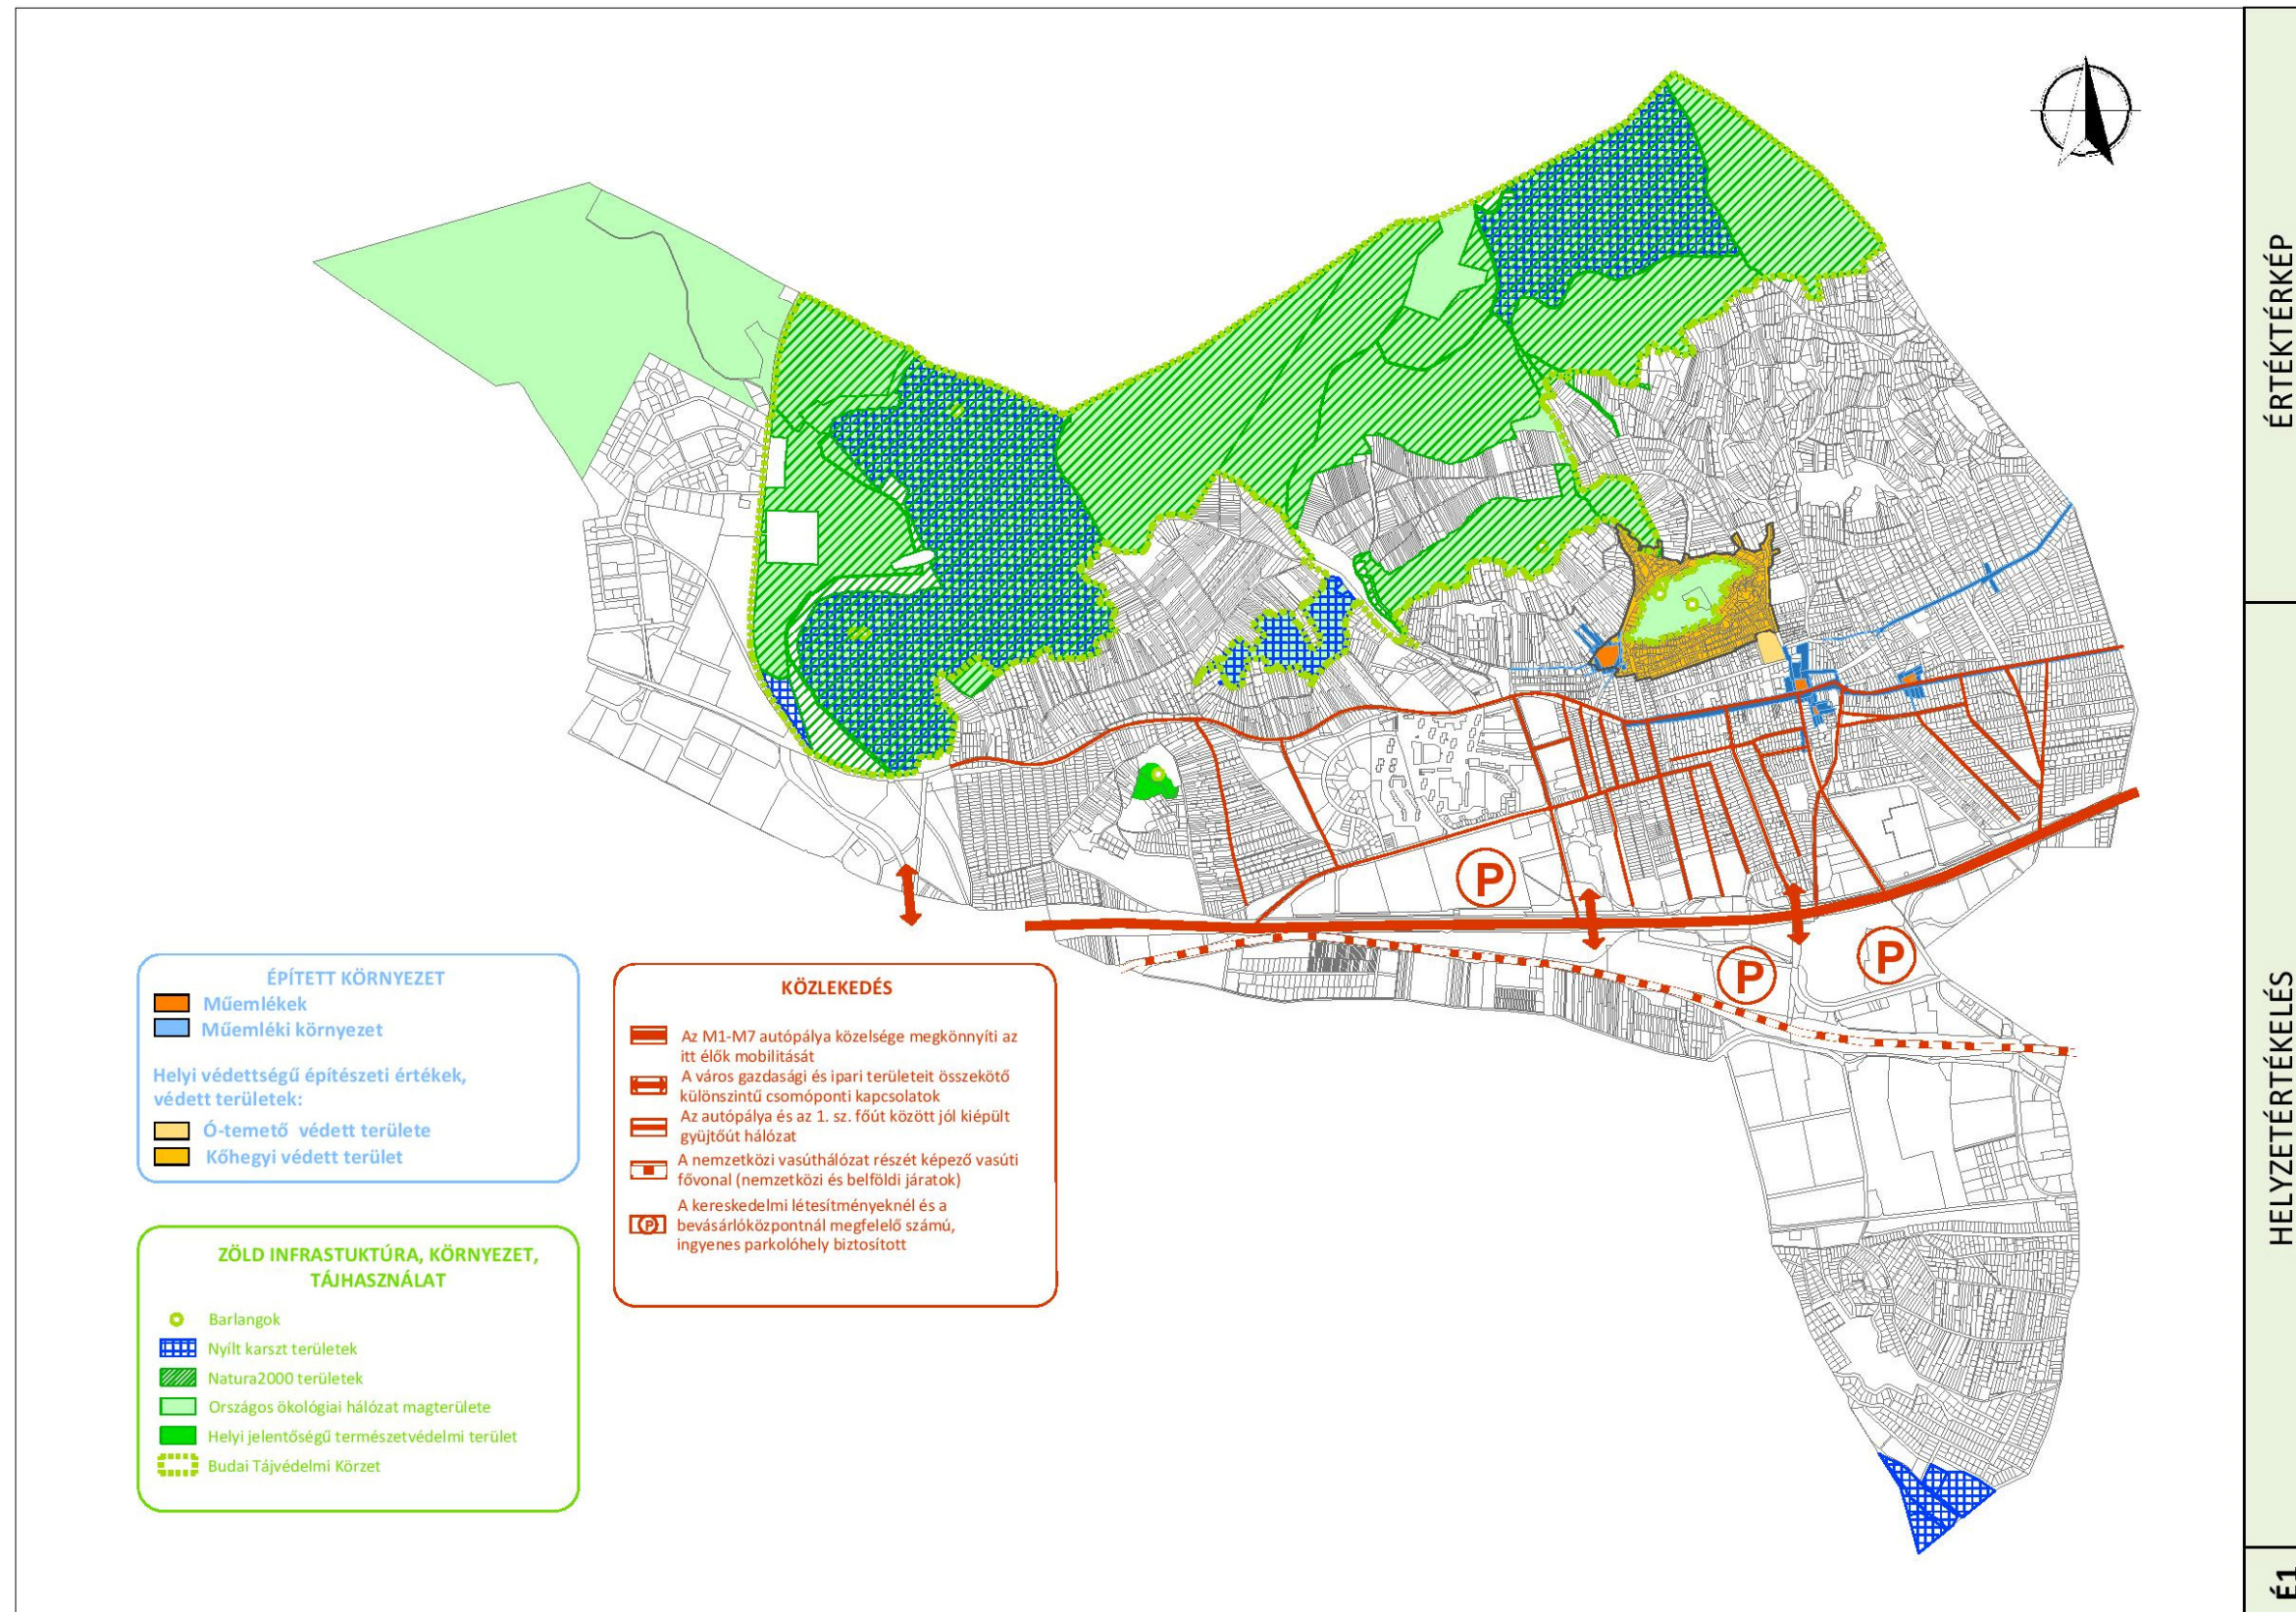 ÉRTÉKTÉRKÉP
HELYZETÉRTÉKELÉS
É1
P
P
P
ÉPÍTETT KÖRNYEZET
Műemlékek
Műemléki környezet
Helyi védettségű építészeti értékek,
védett területek:
Ó-temető védett területe
Kőhegyi védett terület
ZÖLD INFRASTUKTÚRA, KÖRNYEZET,
TÁJHASZNÁLAT
Barlangok
Nyílt karszt területek
Natura2000 területek
Országos ökológiai hálózat magterülete
Helyi jelentőségű természetvédelmi terület
Budai Tájvédelmi Körzet
KÖZLEKEDÉS
Az M1-M7 autópálya közelsége megkönnyíti az
itt élők mobilitását
A város gazdasági és ipari területeit összekötő
különszintű csomóponti kapcsolatok
Az autópálya és az 1. sz. főút között jól kiépült
gyüjtőút hálózat
A nemzetközi vasúthálózat részét képező vasúti
fővonal (nemzetközi és belföldi járatok)
P
A kereskedelmi létesítményeknél és a
bevásárlóközpontnál megfelelő számú,
ingyenes parkolóhely biztosított